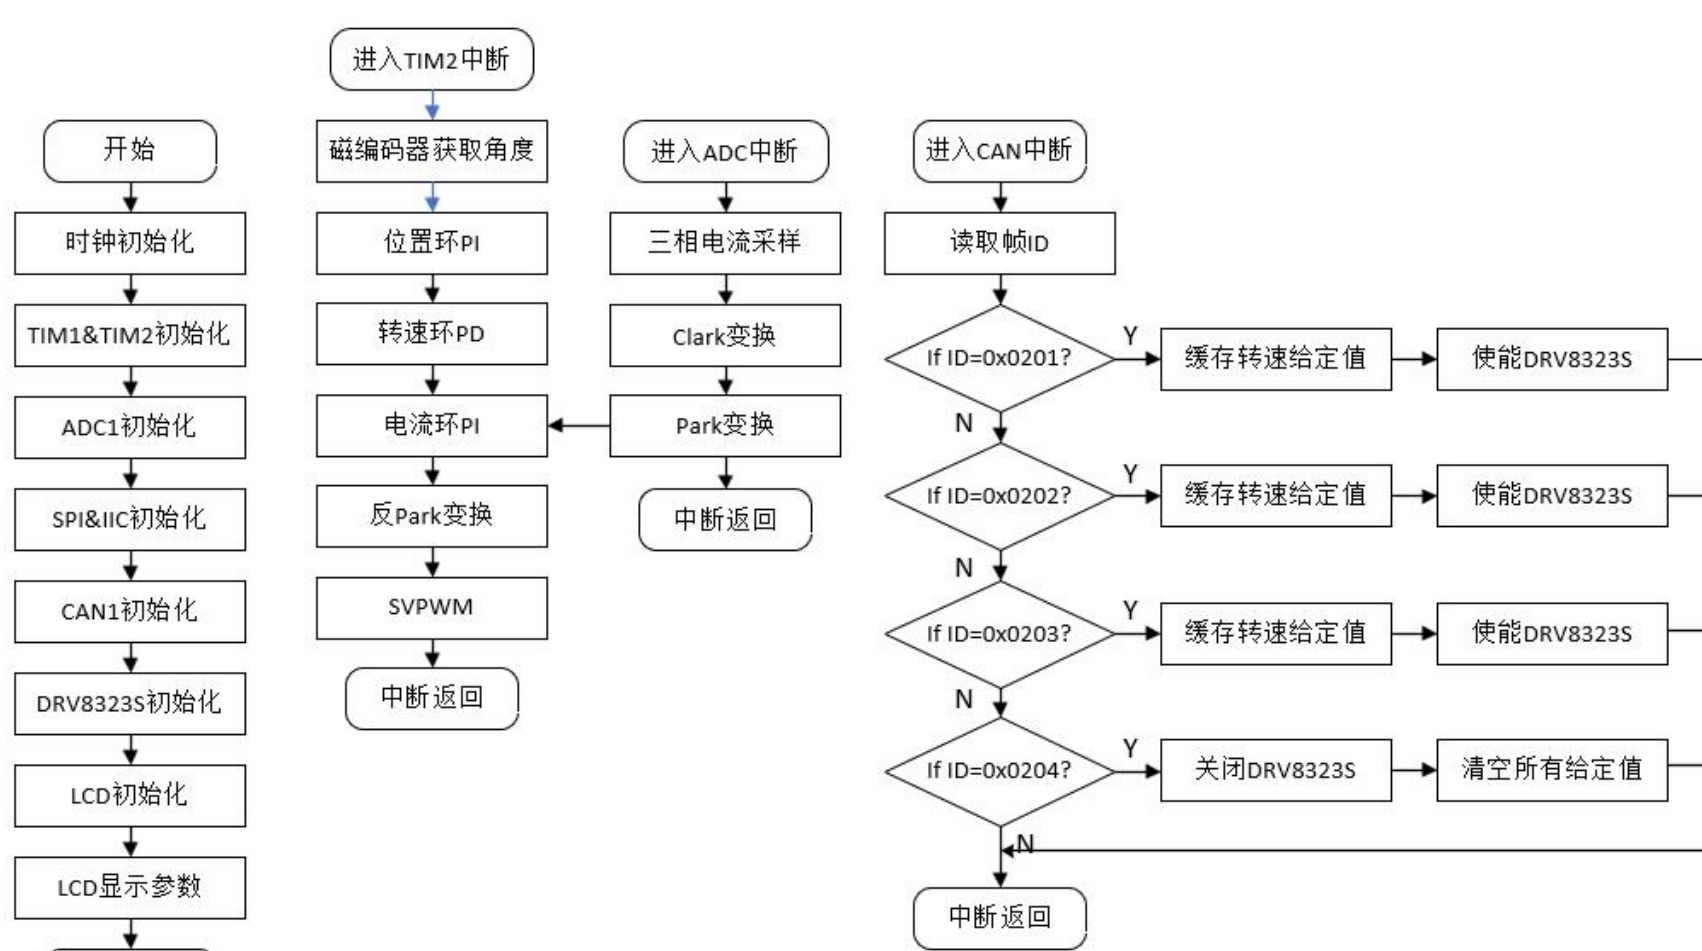 开始
时钟初始化
TIM1&TIM2初始化
ADC1初始化
SPI&IIC初始化
CAN1初始化
DRV8323S初始化
LCD初始化
LCD显示参数
进入TIM2中断
磁编码器获取角度
位置环PI
转速环PD
电流环PI
反Park变换
SVPWM
中断返回
进入ADC中断
三相电流采样
Clark变换
Park变换
中断返回
进入CAN中断
读取帧ID
If ID=0x0201?
Y
缓存转速给定值
使能DRV8323S
N
If ID=0x0202?
Y
缓存转速给定值
使能DRV8323S
N
If ID=0x0203?
Y
缓存转速给定值
使能DRV8323S
N
If ID=0x0204?
Y
关闭DRV8323S
清空所有给定值
N
中断返回